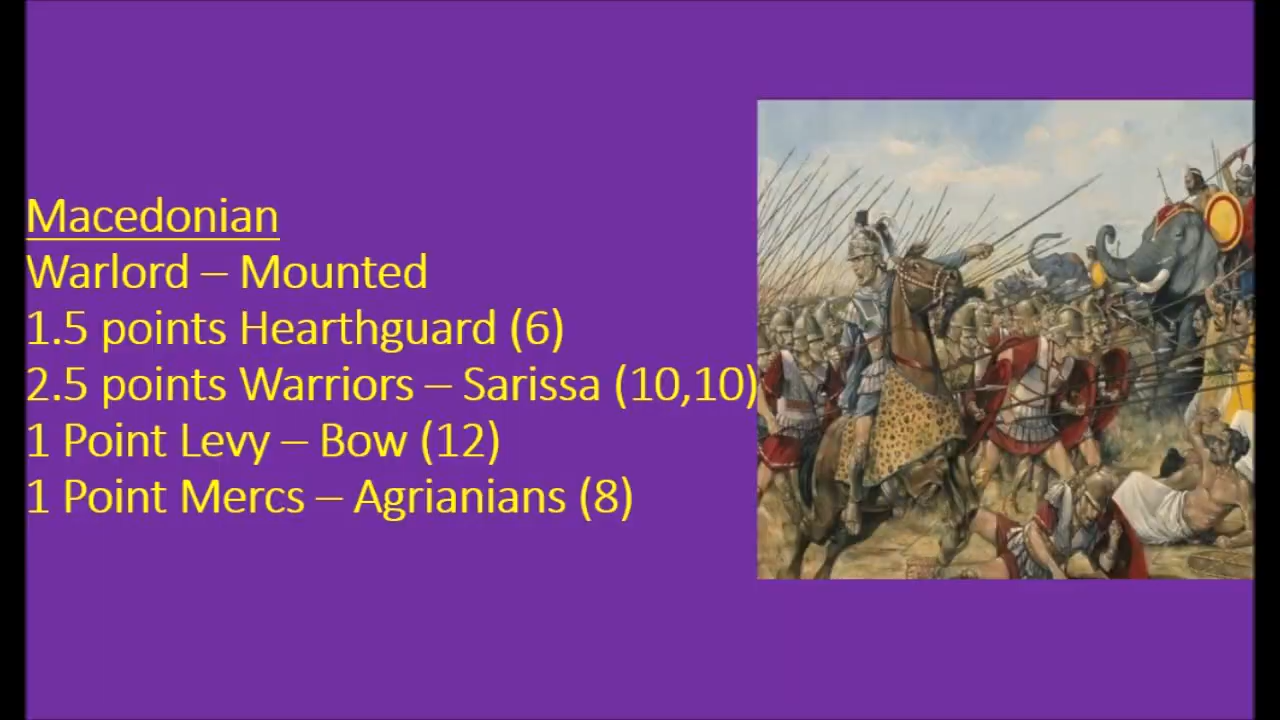 Macedonian
Warlord – Mounted
1.5 points Hearthguard (6)
2.5 points Warriors – Sarissa (10,10)
1 Point Levy – Bow (12)
1 Point Mercs – Agrianians (8)